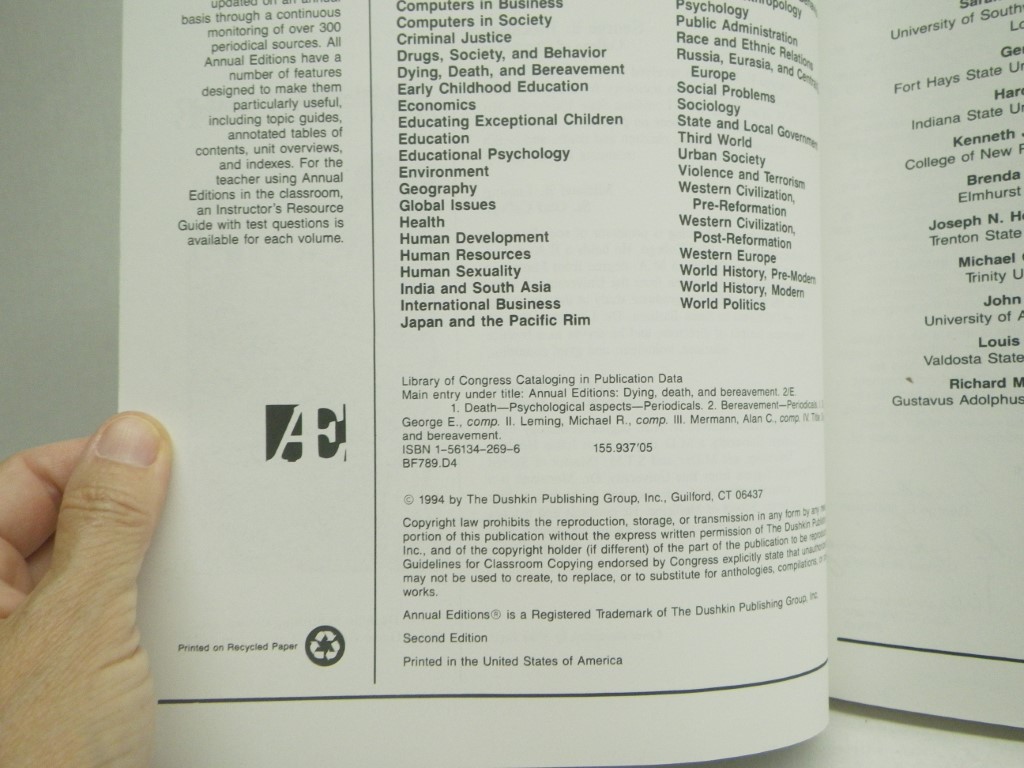 basis through a continuous
monitoring of over 300
periodical sources. All
Annual Editions have a
number of features
designed to make them
particularly useful,
including topic guides,
annotated tables of
contents, unit overviews,
and indexes. For the
teacher using Annual
Editions in the classroom,
an Instructor's Resource
Guide with test questions is
available for each volume.
Æ
Printed on Recycled Paper
Computers in Business
Computers in Society
Criminal Justice
Drugs, Society, and Behavior
Dying, Death, and Bereavement
Early Childhood Education
Economics
Educating Exceptional Children
Education
Educational Psychology
Environment
Geography
Global Issues
Health
Human Development
Human Resources
Human Sexuality
India and South Asia
International Business
Japan and the Pacific Rim
Psychology
Public Administration
Race and Ethnic Relations
Russia, Eurasia, and
Europe
Social Problems
Sociology
State and Local Government
Third World
Urban Society
Violence and Terrorism
Western Civilization,
Pre-Reformation
Western Civilization,
Post-Reformation
Western Europe
World History, Pre-Modern
World History, Modern
World Politics
Library of Congress Cataloging in Publication Data
Main entry under title: Annual Editions: Dying, death, and bereavement. 2/E.
1. Death—Psychological aspects—Periodicals. 2. Bereavement—Periodicals.
George E., comp. II. Leming, Michael R., comp. III. Mermann, Alan C., comp. IV. Title:
and bereavement.
ISBN 1–56134–269–6 155.937'05
BF789.D4
© 1994 by The Dushkin Publishing Group, Inc., Guilford, CT 06437
Copyright law prohibits the reproduction, storage, or transmission in any form by any
portion of this publication without the express written permission of The Dushkin
Inc., and of the copyright holder (if different) of the part of the publication to be
Guidelines for Classroom Copying endorsed by Congress explicitly state that
may not be used to create, to replace, or to substitute for anthologies, compilations,
works.
Annual Editions® is a Registered Trademark of The Dushkin Publishing Group, Inc.
Second Edition
Printed in the United States of America
University of
Fort Hays State
Indiana State
Kenneth
College of New
Brenda
Elmhurst
Joseph N.
Trenton State
Michael
Trinity
John
University of
Louis
Valdosta State
Richard
Gustavus Adolphus